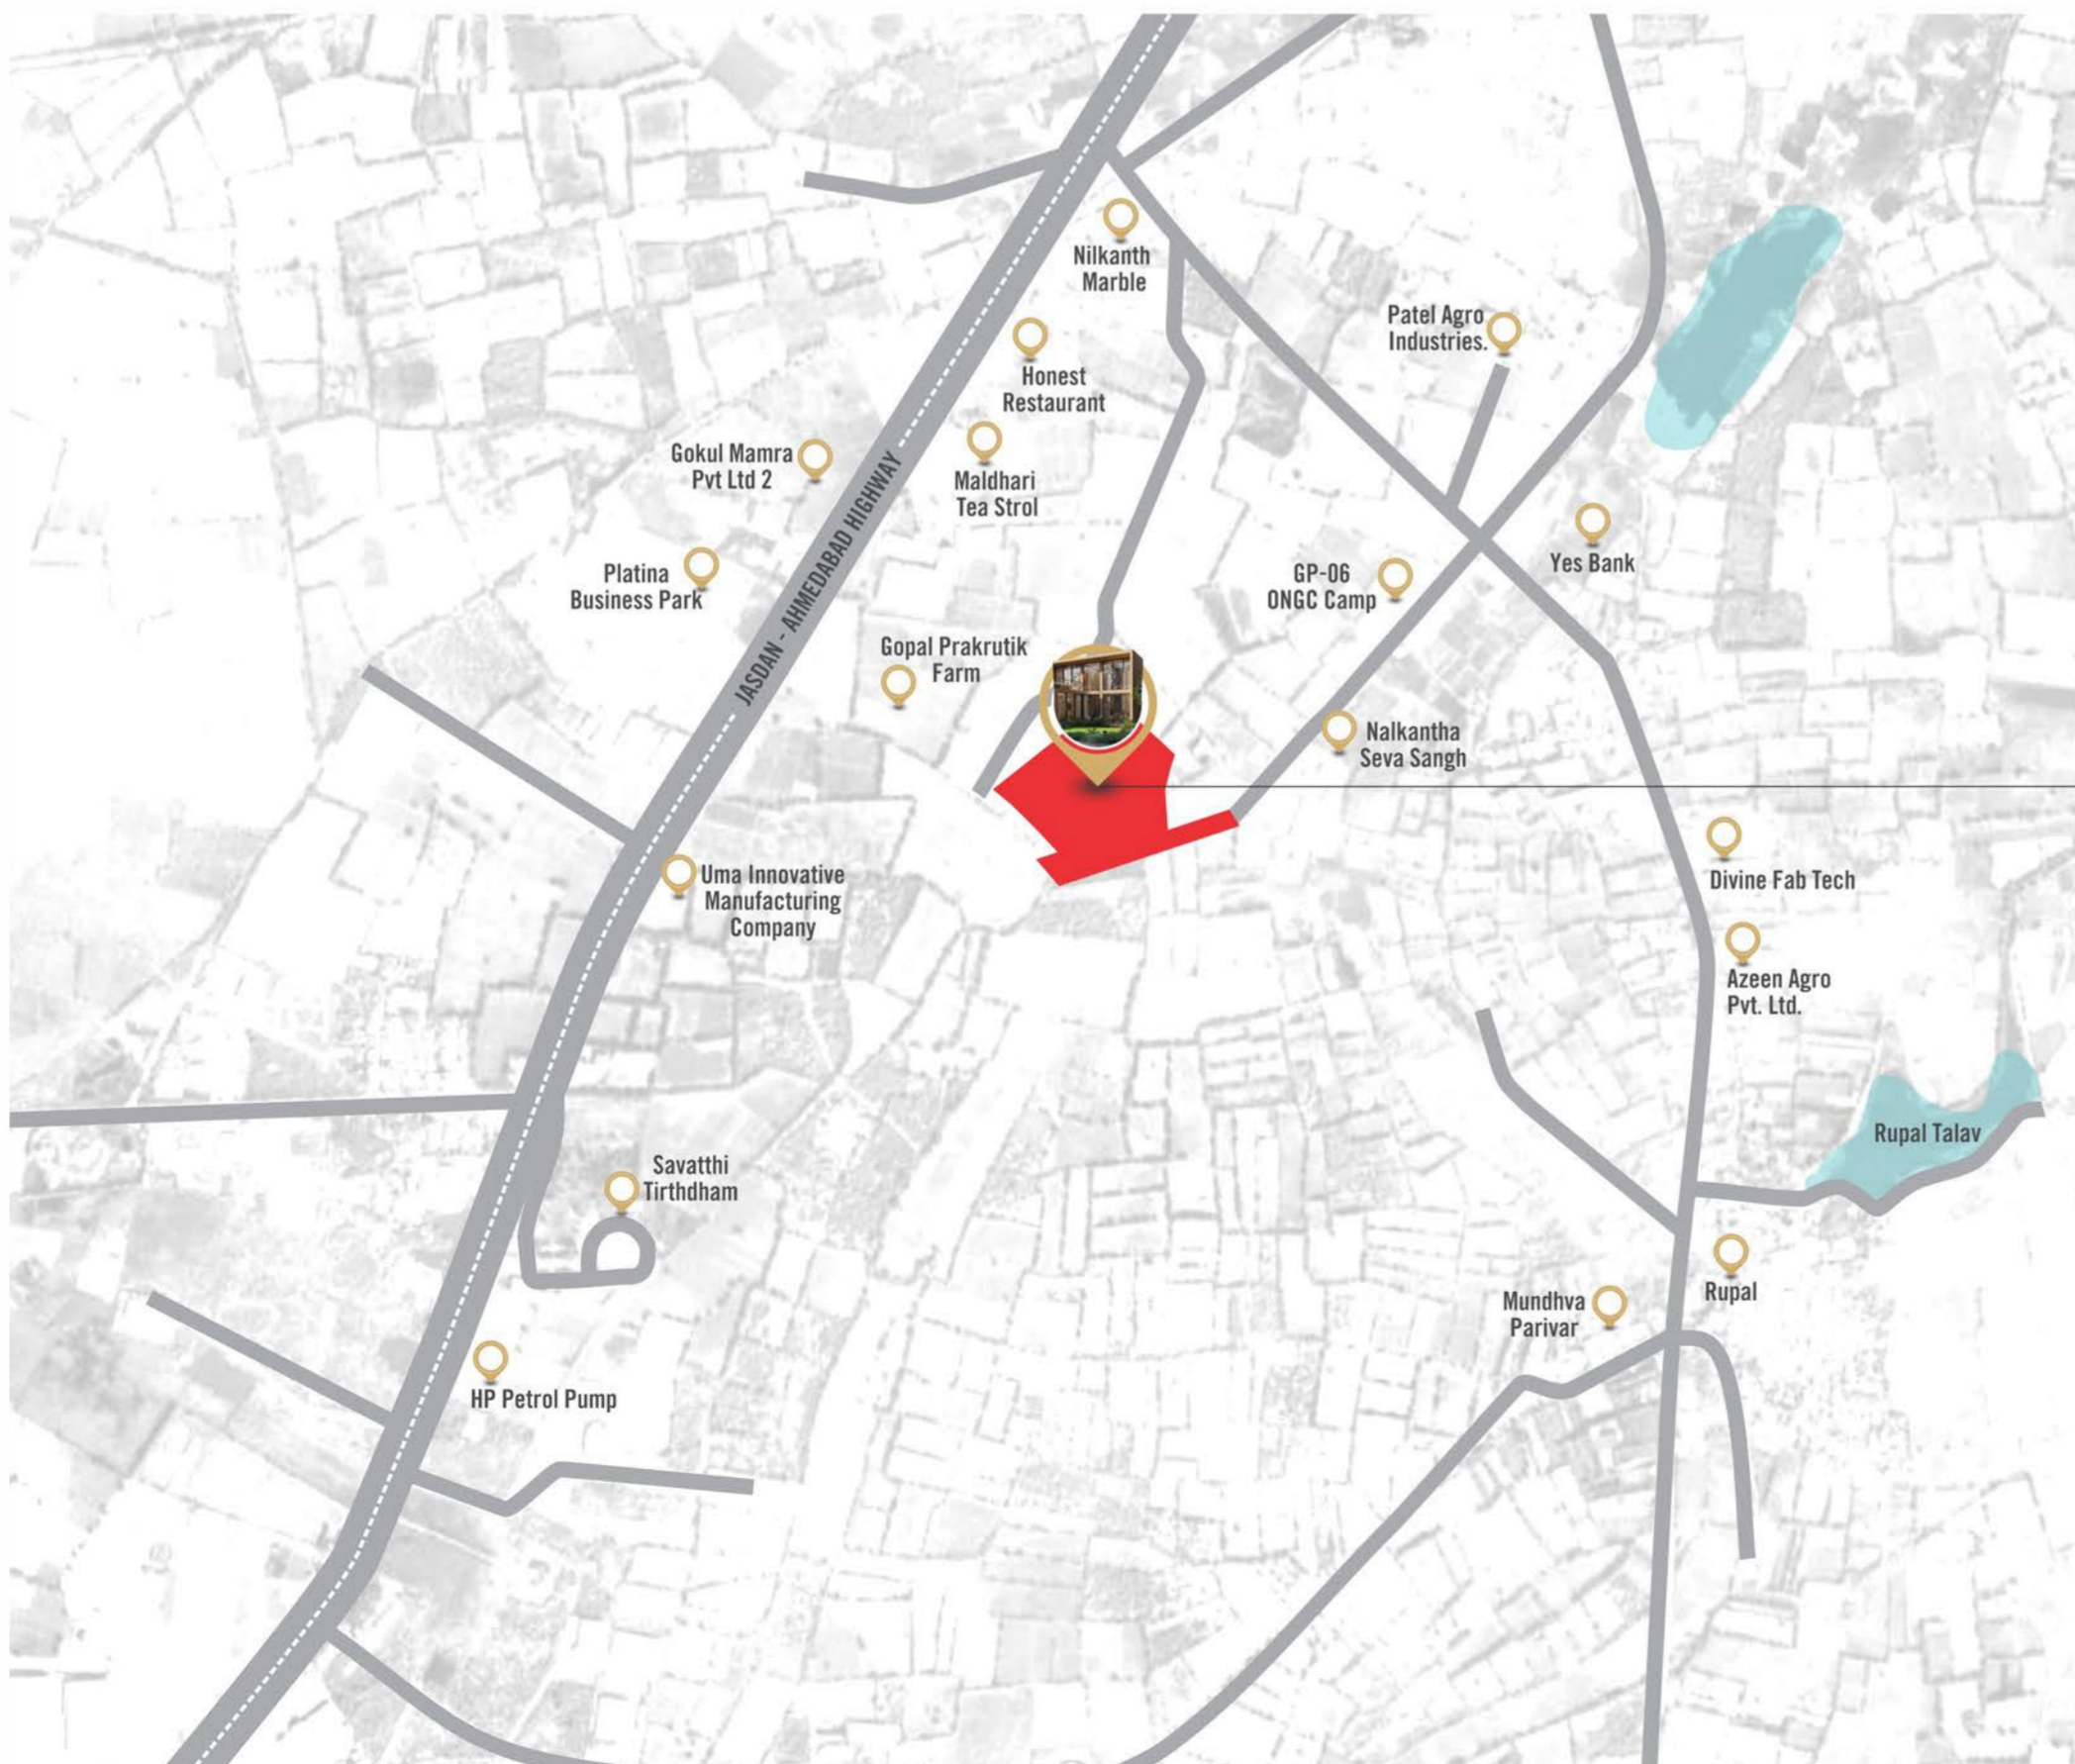 Nilkanth
Marble
Patel Agro
Industries.
Honest
Restaurant
Gokul Mamra
Pvt Ltd 2
Maldhari
Tea Strol
JASDAN - AHMEDABAD HIGHWAY
Yes Bank
Platina
Business Park
GP-06
ONGC Camp
Gopal Prakrutik
Farm
Nalkantha
Seva Sangh
Uma Innovative
Manufacturing
Company
Divine Fab Tech
Azeen Agro
Pvt. Ltd.
Rupal Talav
Savatthi
Tirthdham
Rupal
Mundhva
Parivar
HP Petrol Pump